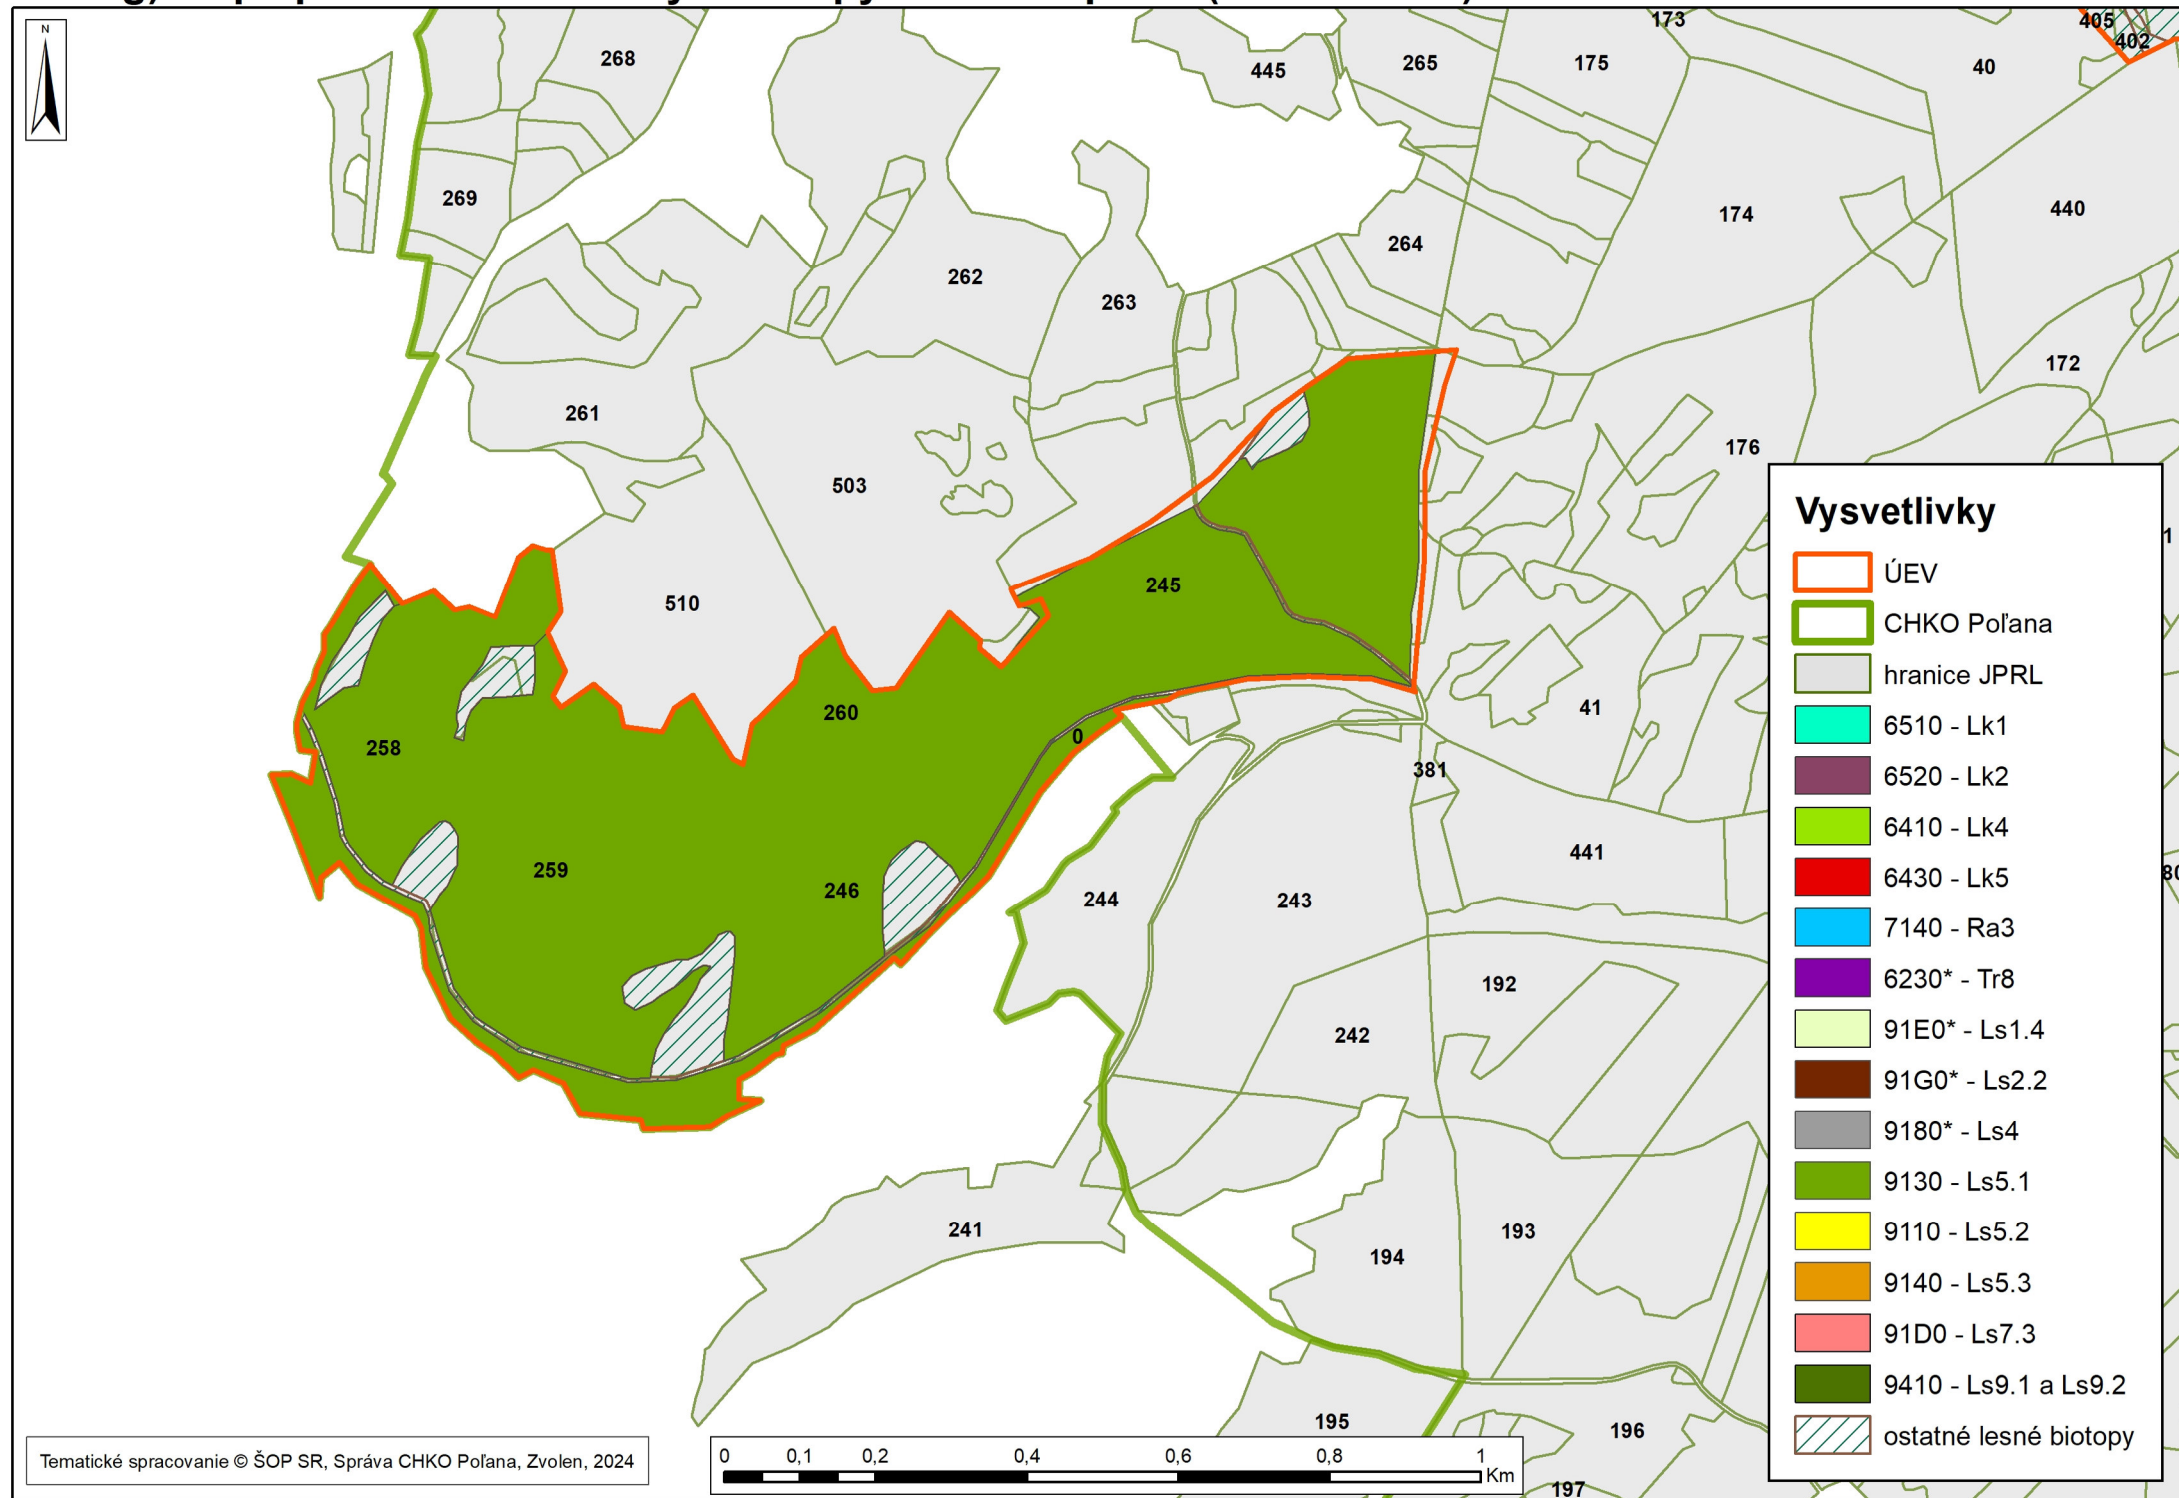 N
268
445
265
173
175
40
405
402
269
264
174
440
262
263
172
261
176
503
245
510
260
0
258
41
381
259
246
441
244
243
192
242
241
193
194
195
196
197
1
80
Vysvetlivky
ÚEV
CHKO Poľana
hranice JPRL
6510 - Lk1
6520 - Lk2
6410 - Lk4
6430 - Lk5
7140 - Ra3
6230* - Tr8
91E0* - Ls1.4
91G0* - Ls2.2
9180* - Ls4
9130 - Ls5.1
9110 - Ls5.2
9140 - Ls5.3
91D0 - Ls7.3
9410 - Ls9.1 a Ls9.2
ostatné lesné biotopy
Tematické spracovanie © ŠOP SR, Správa CHKO Poľana, Zvolen, 2024
0 0,1 0,2 0,4 0,6 0,8 1
Km